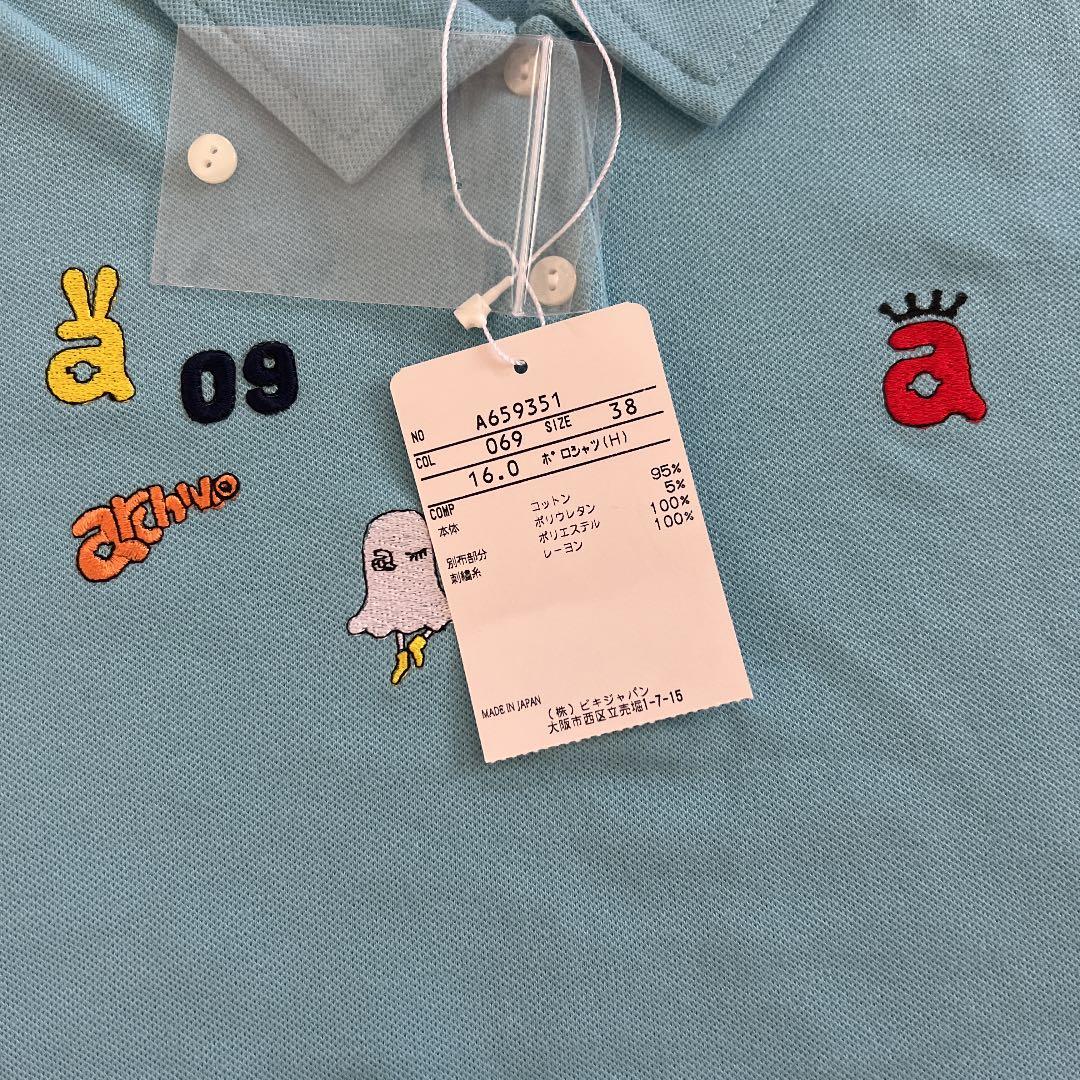 a
09
a
archivio
a
NO A659351
COL 069 SIZE 38
16.0 ポロシャツ(H)
COMP
本体 コットン 95%
ポリウレタン 5%
別布部分 ポリエステル 100%
刺繍糸 レーヨン 100%
MADE IN JAPAN (株)ビキジャパン
大阪市西区立売堀1-7-15